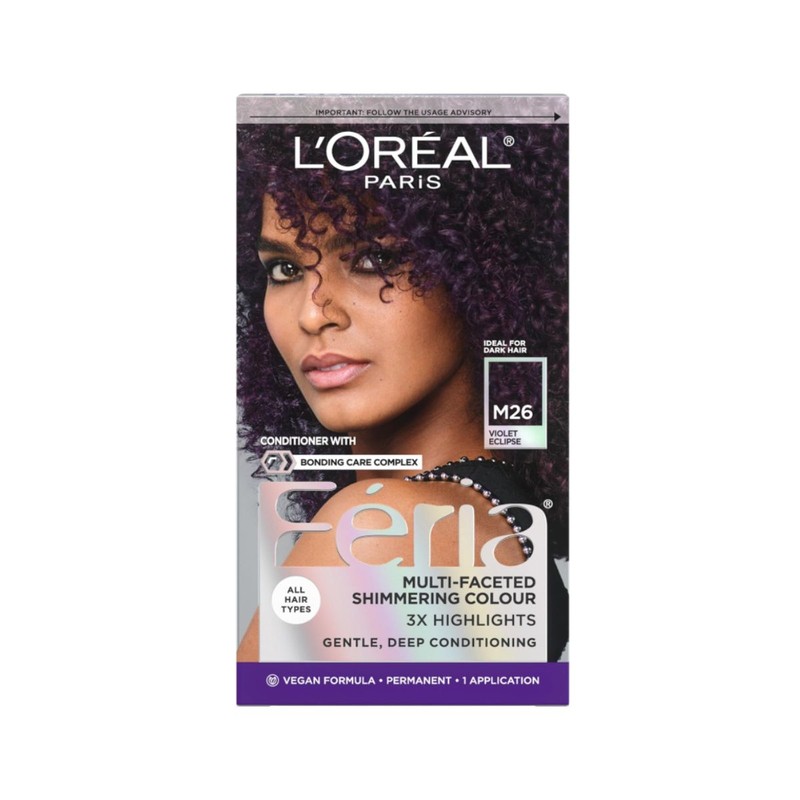 IMPORTANT: FOLLOW THE USAGE ADVISORY
L'ORÉAL®
PARiS
IDEAL FOR
DARK HAIR
M26
VIOLET
ECLIPSE
CONDITIONER WITH
BONDING CARE COMPLEX
Féria®
ALL
HAIR
TYPES
MULTI-FACETED
SHIMMERING COLOUR
3X HIGHLIGHTS
GENTLE, DEEP CONDITIONING
VEGAN FORMULA • PERMANENT • 1 APPLICATION